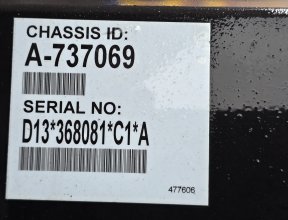 CHASSIS ID:
A-737069
SERIAL NO:
D13*368081*C1*A
477606